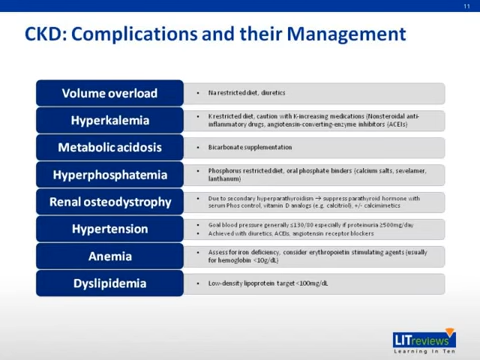 11
CKD: Complications and their Management
Volume overload
• Na restricted diet, diuretics
Hyperkalemia
• K restricted diet, caution with K-increasing medications (Nonsteroidal anti-
inflammatory drugs, angiotensin-converting-enzyme inhibitors (ACEIs)
Metabolic acidosis
• Bicarbonate supplementation
Hyperphosphatemia
• Phosphorus restricted diet, oral phosphate binders (calcium salts, sevelamer,
lanthanum)
Renal osteodystrophy
• Due to secondary hyperparathyroidism → suppress parathyroid hormone with
serum Phos control, vitamin D analogs (e.g. calcitriol), +/- calcimimetics
Hypertension
• Goal blood pressure generally ≤130/80 especially if proteinuria ≥500mg/day
• Achieved with diuretics, ACEIs, angiotensin receptor blockers
Anemia
• Assess for iron deficiency, consider erythropoietin stimulating agents (usually
for hemoglobin <10g/dL)
Dyslipidemia
• Low-density lipoprotein target <100mg/dL
LITreviews
Learning in Ten